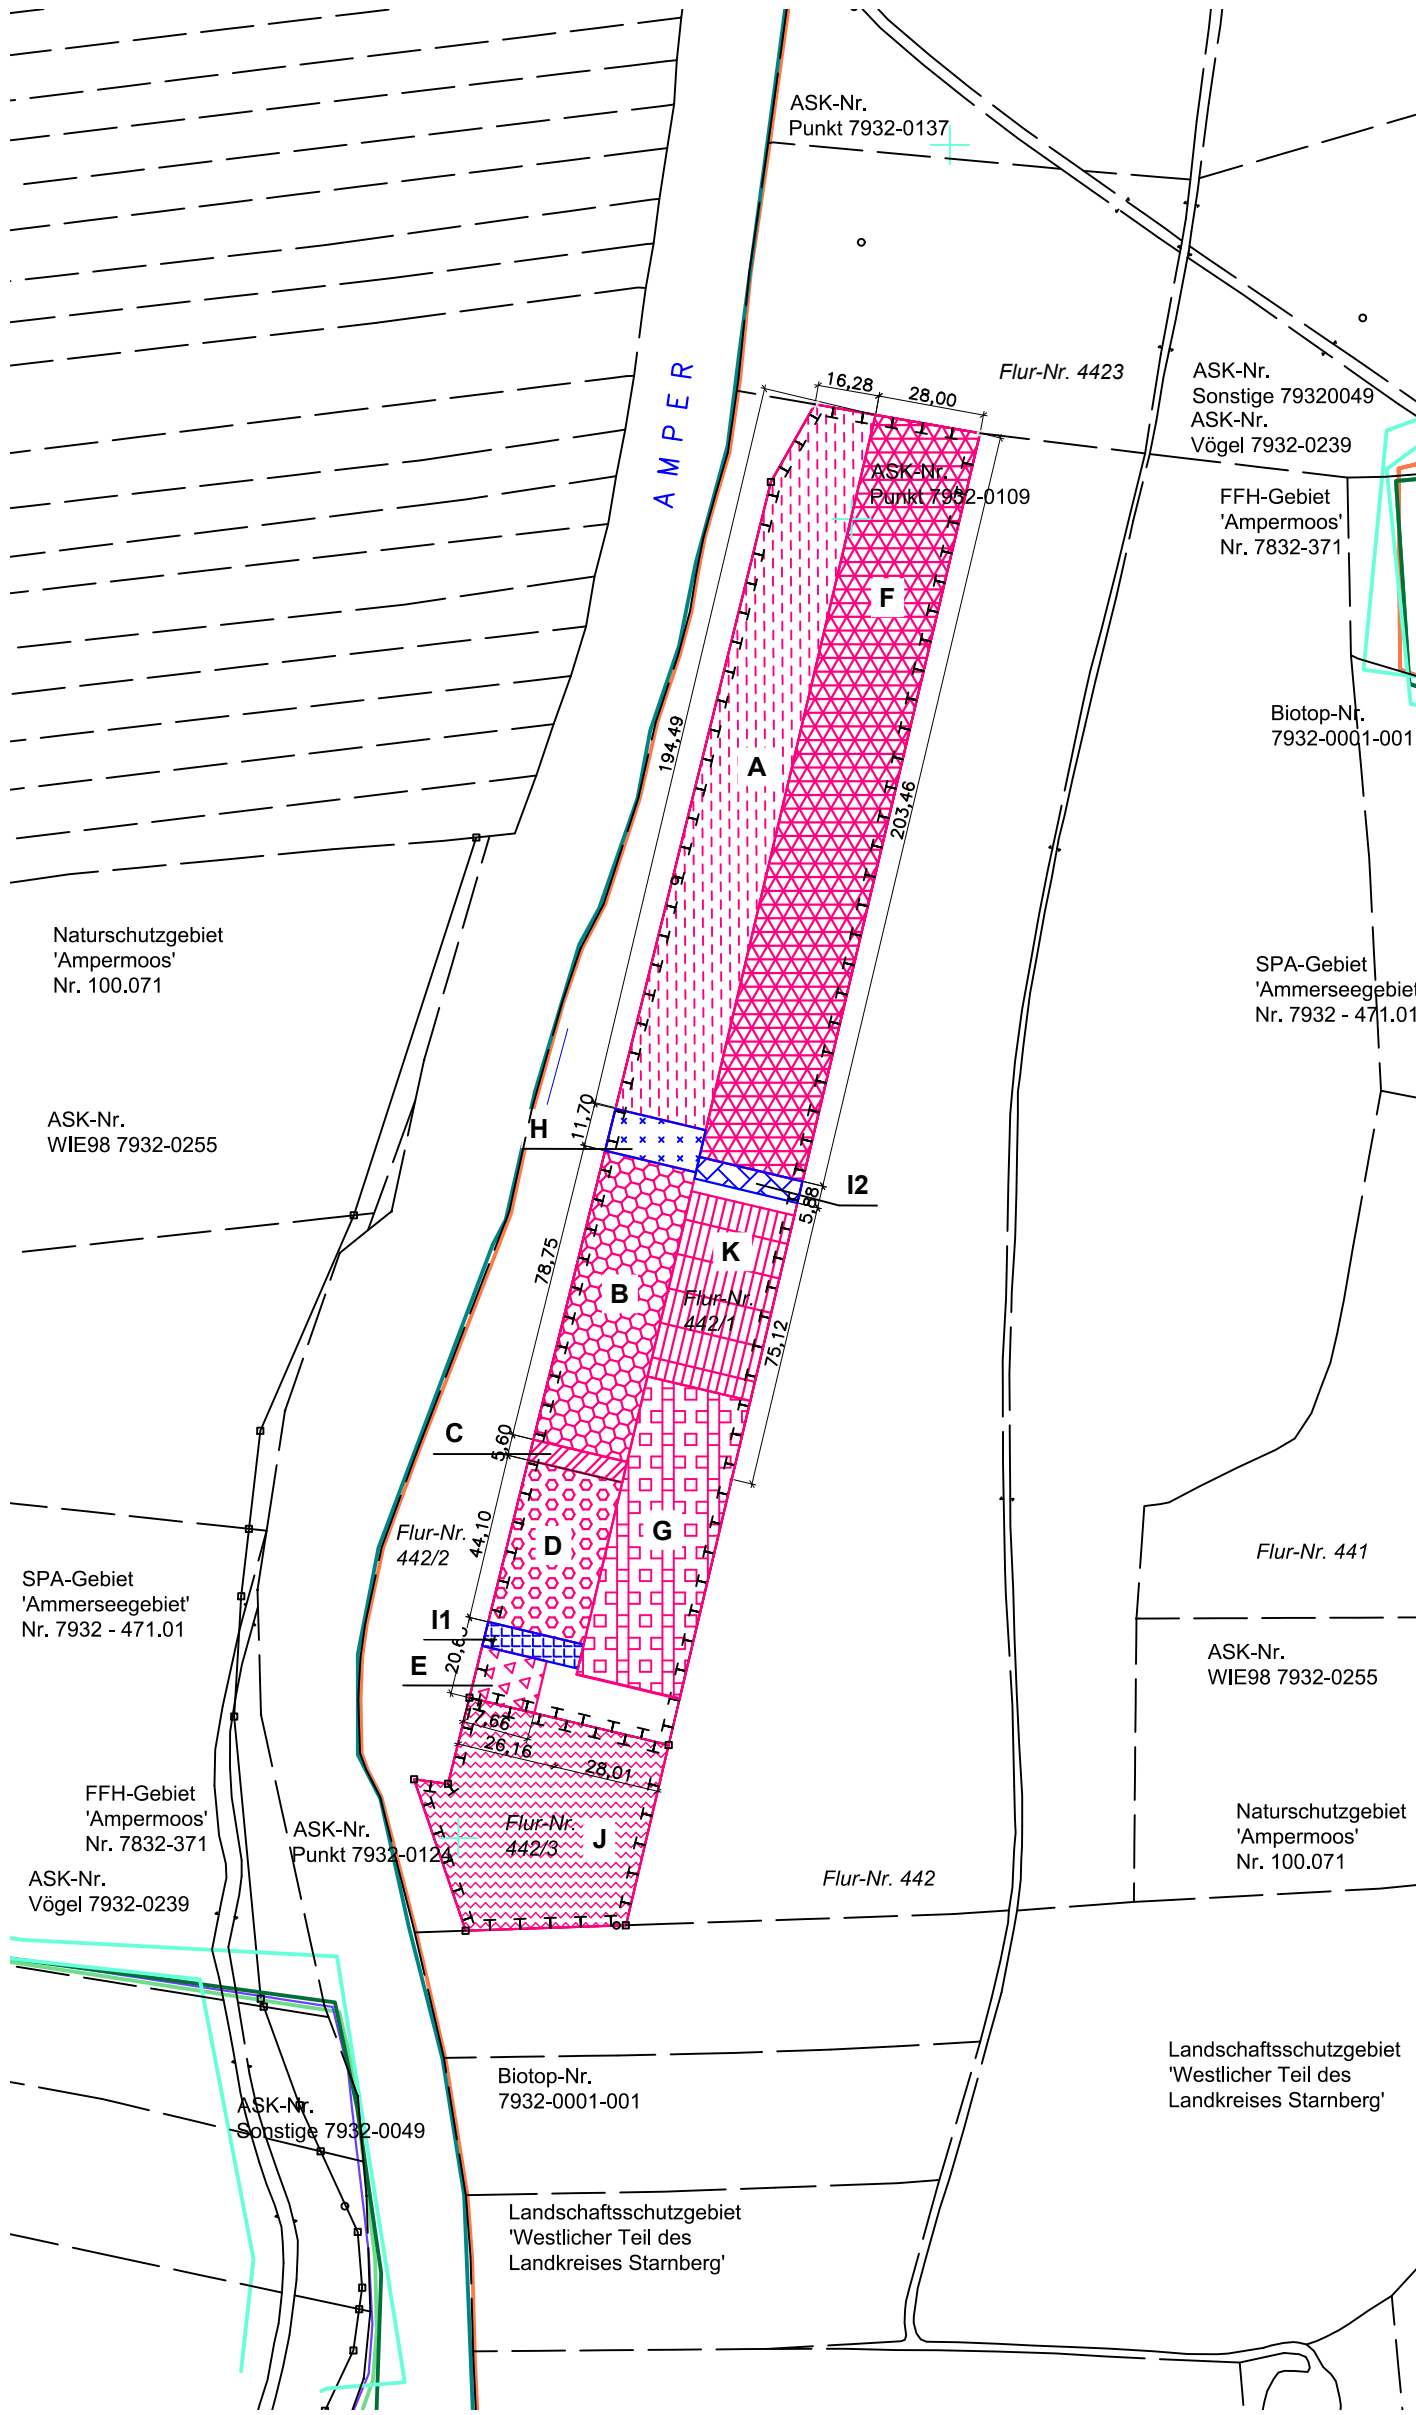 ASK-Nr.
Punkt 7932-0137
AMPER
16,28
28,00
Flur-Nr. 4423
ASK-Nr.
Sonstige 79320049
ASK-Nr.
Vögel 7932-0239
ASK-Nr.
Punkt 7932-0109
FFH-Gebiet
'Ampermoos'
Nr. 7832-371
F
Biotop-Nr.
7932-0001-001
194,49
A
203,46
Naturschutzgebiet
'Ampermoos'
Nr. 100.071
SPA-Gebiet
'Ammerseegebiet
Nr. 7932 - 471.01
ASK-Nr.
WIE98 7932-0255
H
11,70
I2
5,88
78,75
K
B
Flur-Nr.
442/1
75,12
C
5,60
Flur-Nr.
442/2
44,10
D
G
Flur-Nr. 441
SPA-Gebiet
'Ammerseegebiet'
Nr. 7932 - 471.01
I1
E
ASK-Nr.
WIE98 7932-0255
17,66
26,16
28,01
FFH-Gebiet
'Ampermoos'
Nr. 7832-371
ASK-Nr.
Punkt 7932-0124
Flur-Nr.
442/3
J
Naturschutzgebiet
'Ampermoos'
Nr. 100.071
ASK-Nr.
Vögel 7932-0239
Flur-Nr. 442
Biotop-Nr.
7932-0001-001
Landschaftsschutzgebiet
'Westlicher Teil des
Landkreises Starnberg'
ASK-Nr.
Sonstige 7932-0049
Landschaftsschutzgebiet
'Westlicher Teil des
Landkreises Starnberg'